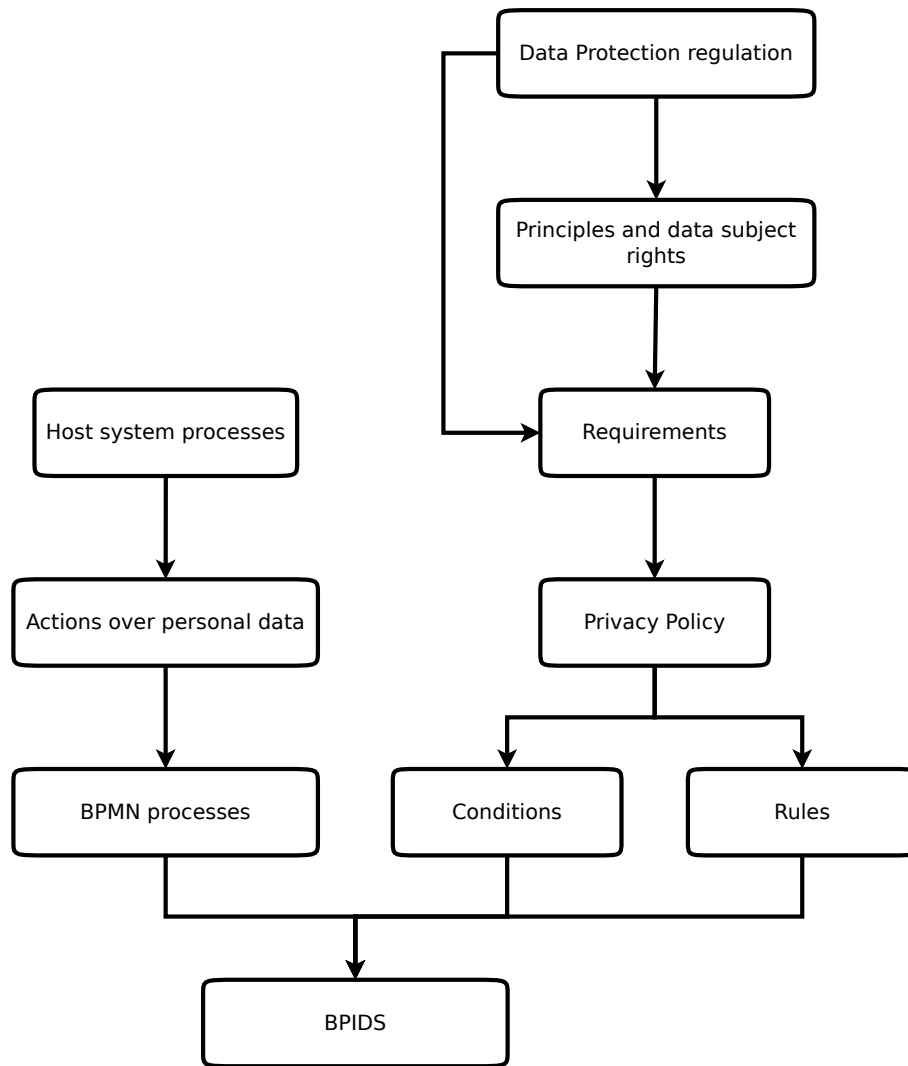 Data Protection regulation
Principles and data subject
rights
Host system processes
Requirements
Actions over personal data
Privacy Policy
BPMN processes
Conditions
Rules
BPIDS